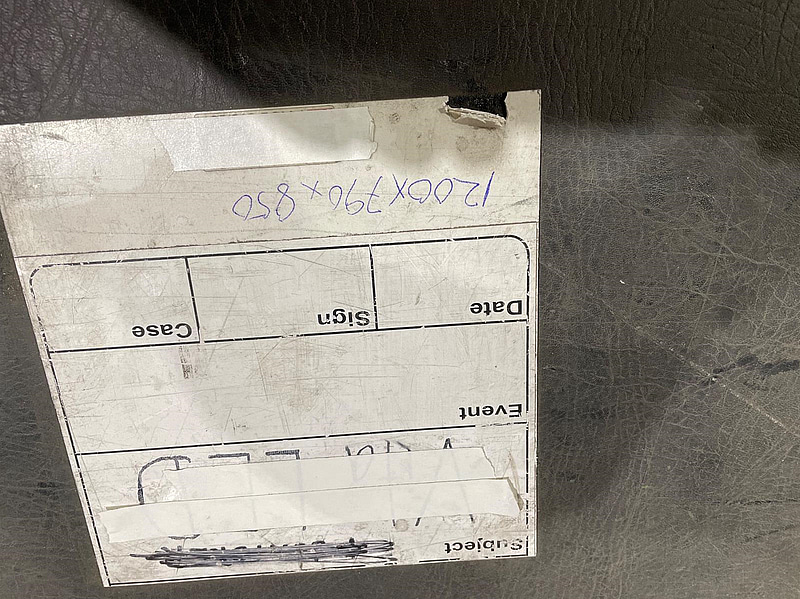 Subject
Event
Date Sign Case
1200x790x850